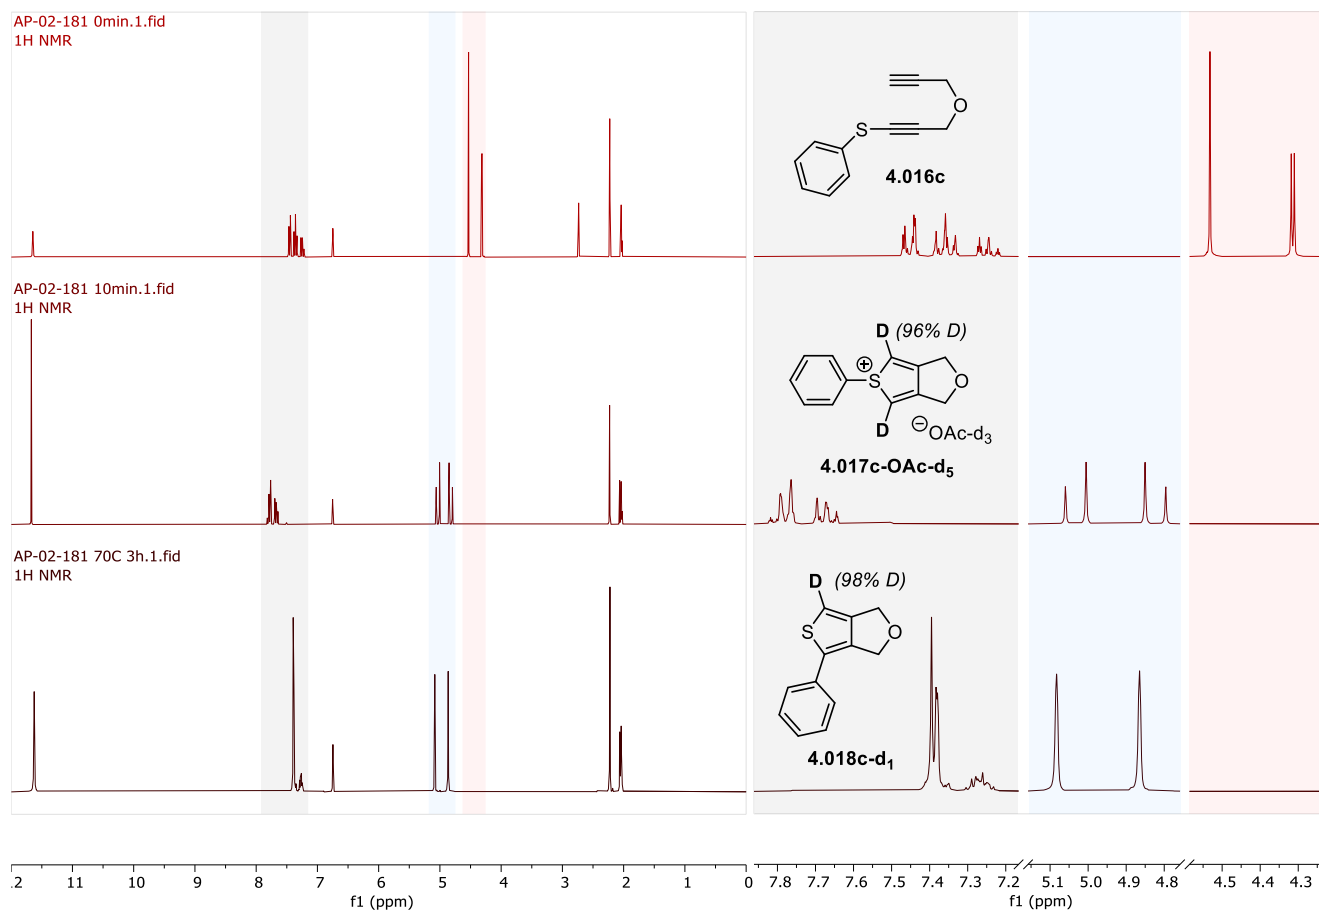 AP-02-181 0min.1.fid
1H NMR
S
O
4.016c
AP-02-181 10min.1.fid
1H NMR
D (96% D)
⊕
S
O
D
⊖OAc-d₃
4.017c-OAc-d₅
AP-02-181 70C 3h.1.fid
1H NMR
D (98% D)
S
O
4.018c-d₁
.2 11 10 9 8 7 6 5 4 3 2 1 0
f1 (ppm)
7.8 7.7 7.6 7.5 7.4 7.3 7.2 5.1 5.0 4.9 4.8 4.5 4.4 4.3
f1 (ppm)